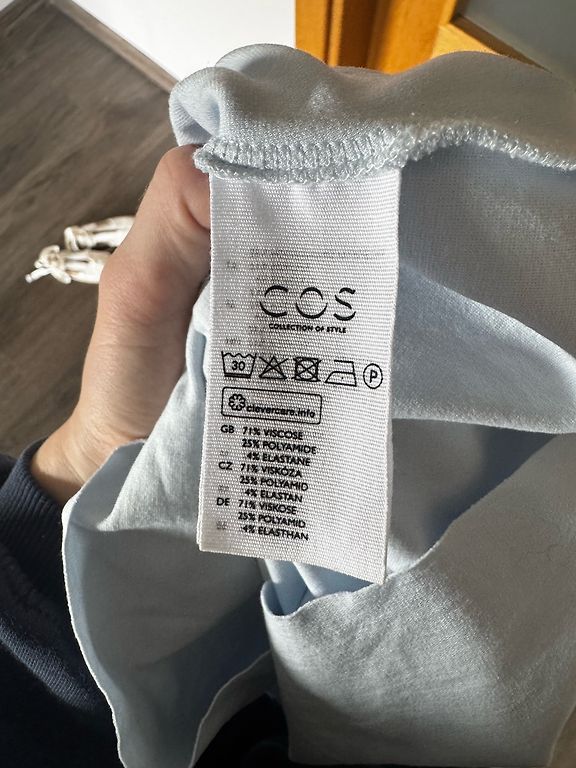 COS
COLLECTION OF STYLE
30
P
clevercare.info
GB 71% VISCOSE
25% POLYAMIDE
4% ELASTANE
CZ 71% VISKÓZA
25% POLYAMID
4% ELASTAN
DE 71% VISKOSE
25% POLYAMID
4% ELASTHAN